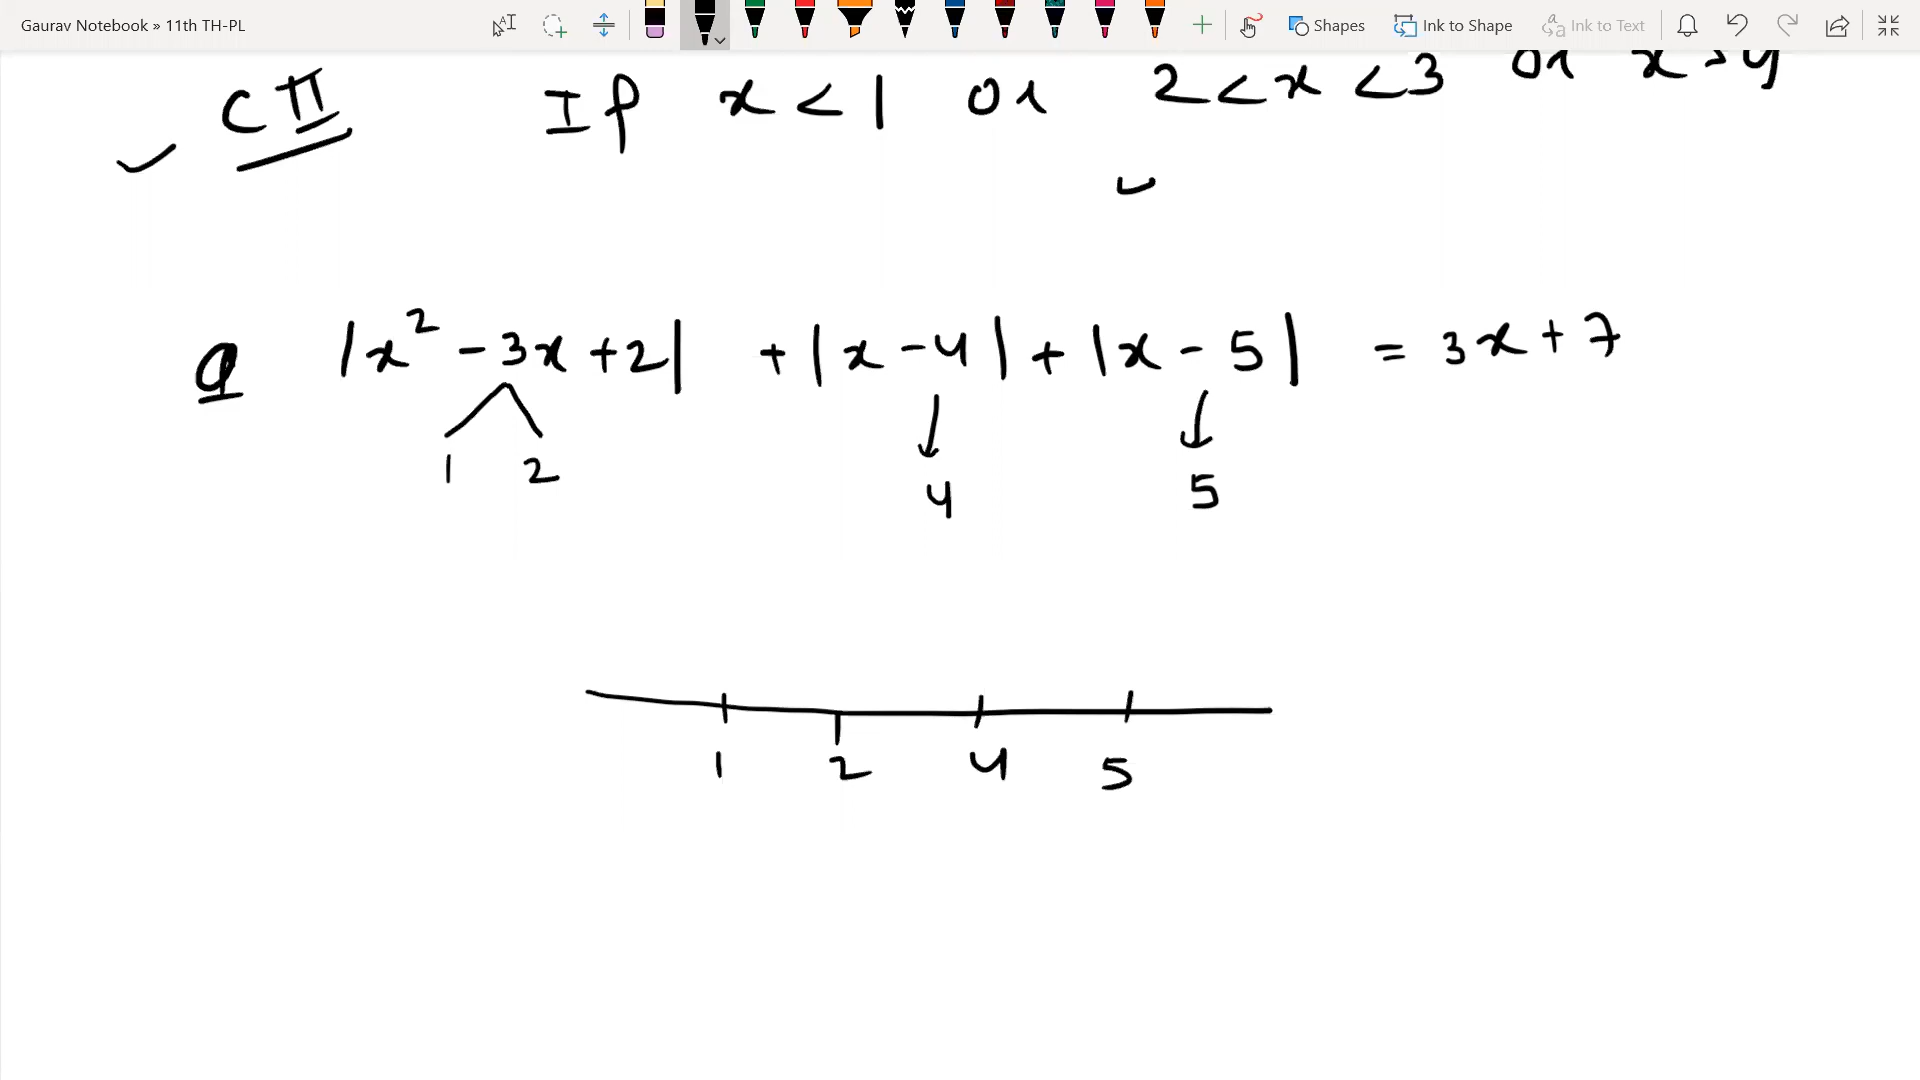 Gaurav Notebook » 11th TH-PL
Shapes
Ink to Shape
Ink to Text
C II If x < 1 or 2 < x < 3 or x > 4
Q |x² - 3x + 2| + |x - 4| + |x - 5| = 3x + 7
1 2 4 5
1 2 4 5